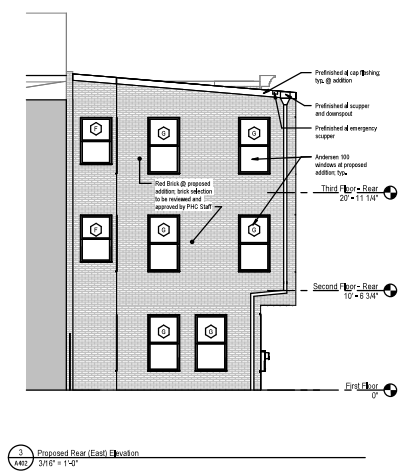 Prefinished al cap flashing;
typ. @ addition
Prefinished al scupper
and downspout
Prefinished al emergency
scupper
Andersen 100
windows at proposed
addition; typ.
F
G
G
Red Brick @ proposed
addition; brick selection
to be reviewed and
approved by PHC Staff
Third Floor - Rear
20' - 11 1/4"
F
G
G
Second Floor - Rear
10' - 6 3/4"
G
G
First Floor
0"
3
A402
Proposed Rear (East) Elevation
3/16" = 1'-0"